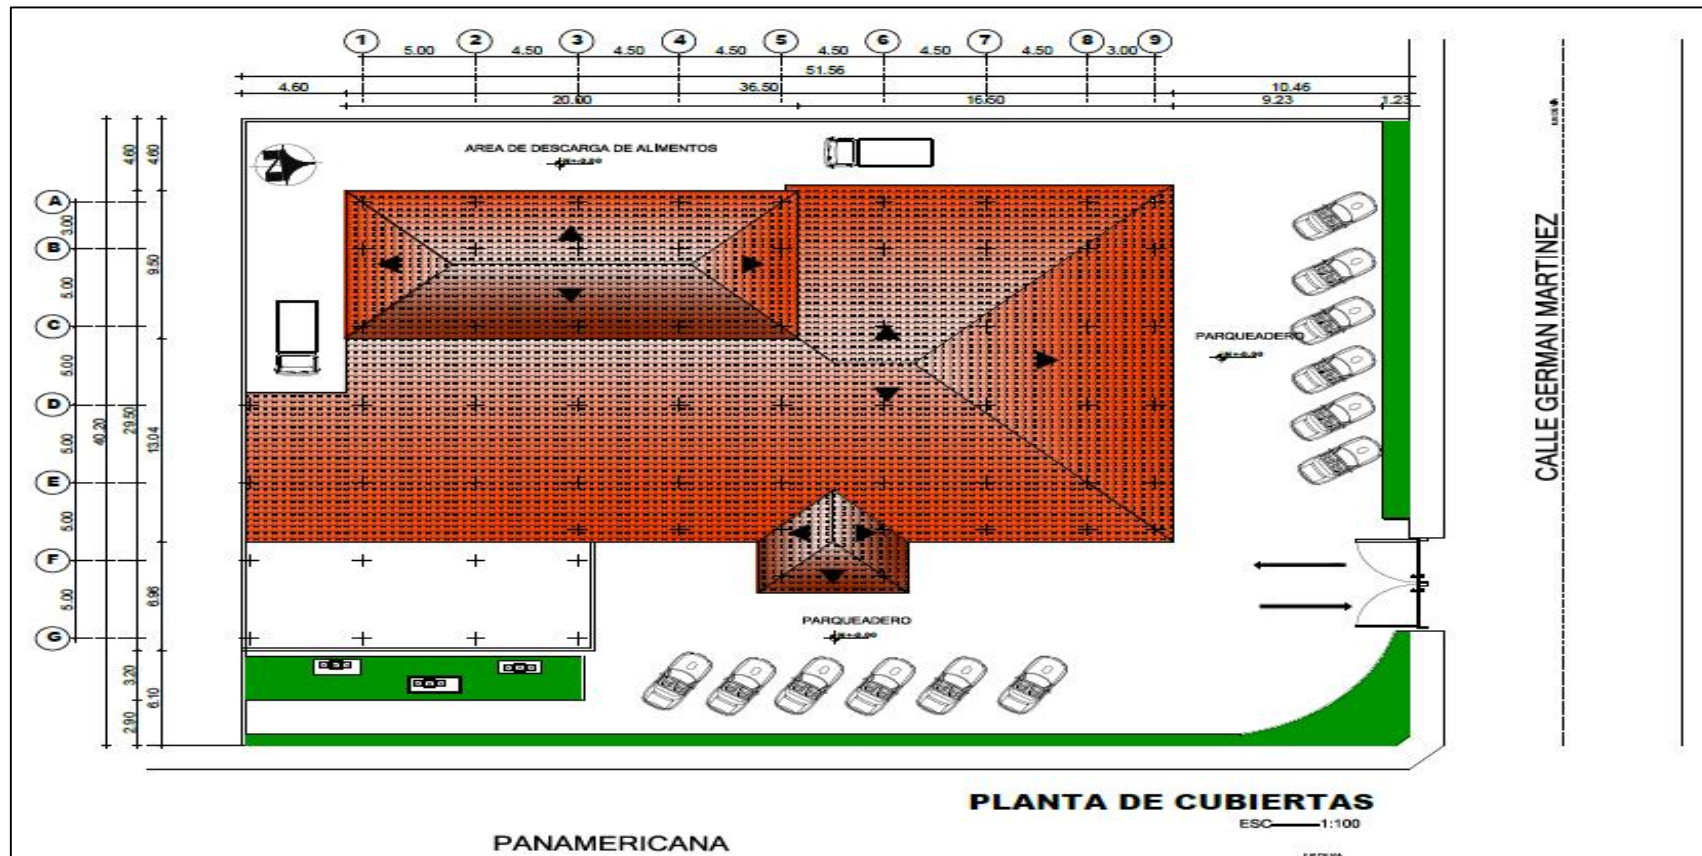 1 2 3 4 5 6 7 8 9
5.00 4.50 4.50 4.50 4.50 4.50 4.50 3.00
51.56
4.60 36.50 10.46
20.00 16.50 9.23 1.23
AREA DE DESCARGA DE ALIMENTOS
4.60 4.60
A
3.00
B
9.50
5.00
C
PARQUEADERO
5.00
D
40.20 29.50 13.04
5.00
E
5.00
F
6.96
5.00
G
PARQUEADERO
3.20
6.10
2.90
CALLE GERMAN MARTINEZ
PLANTA DE CUBIERTAS
ESC 1:100
PANAMERICANA